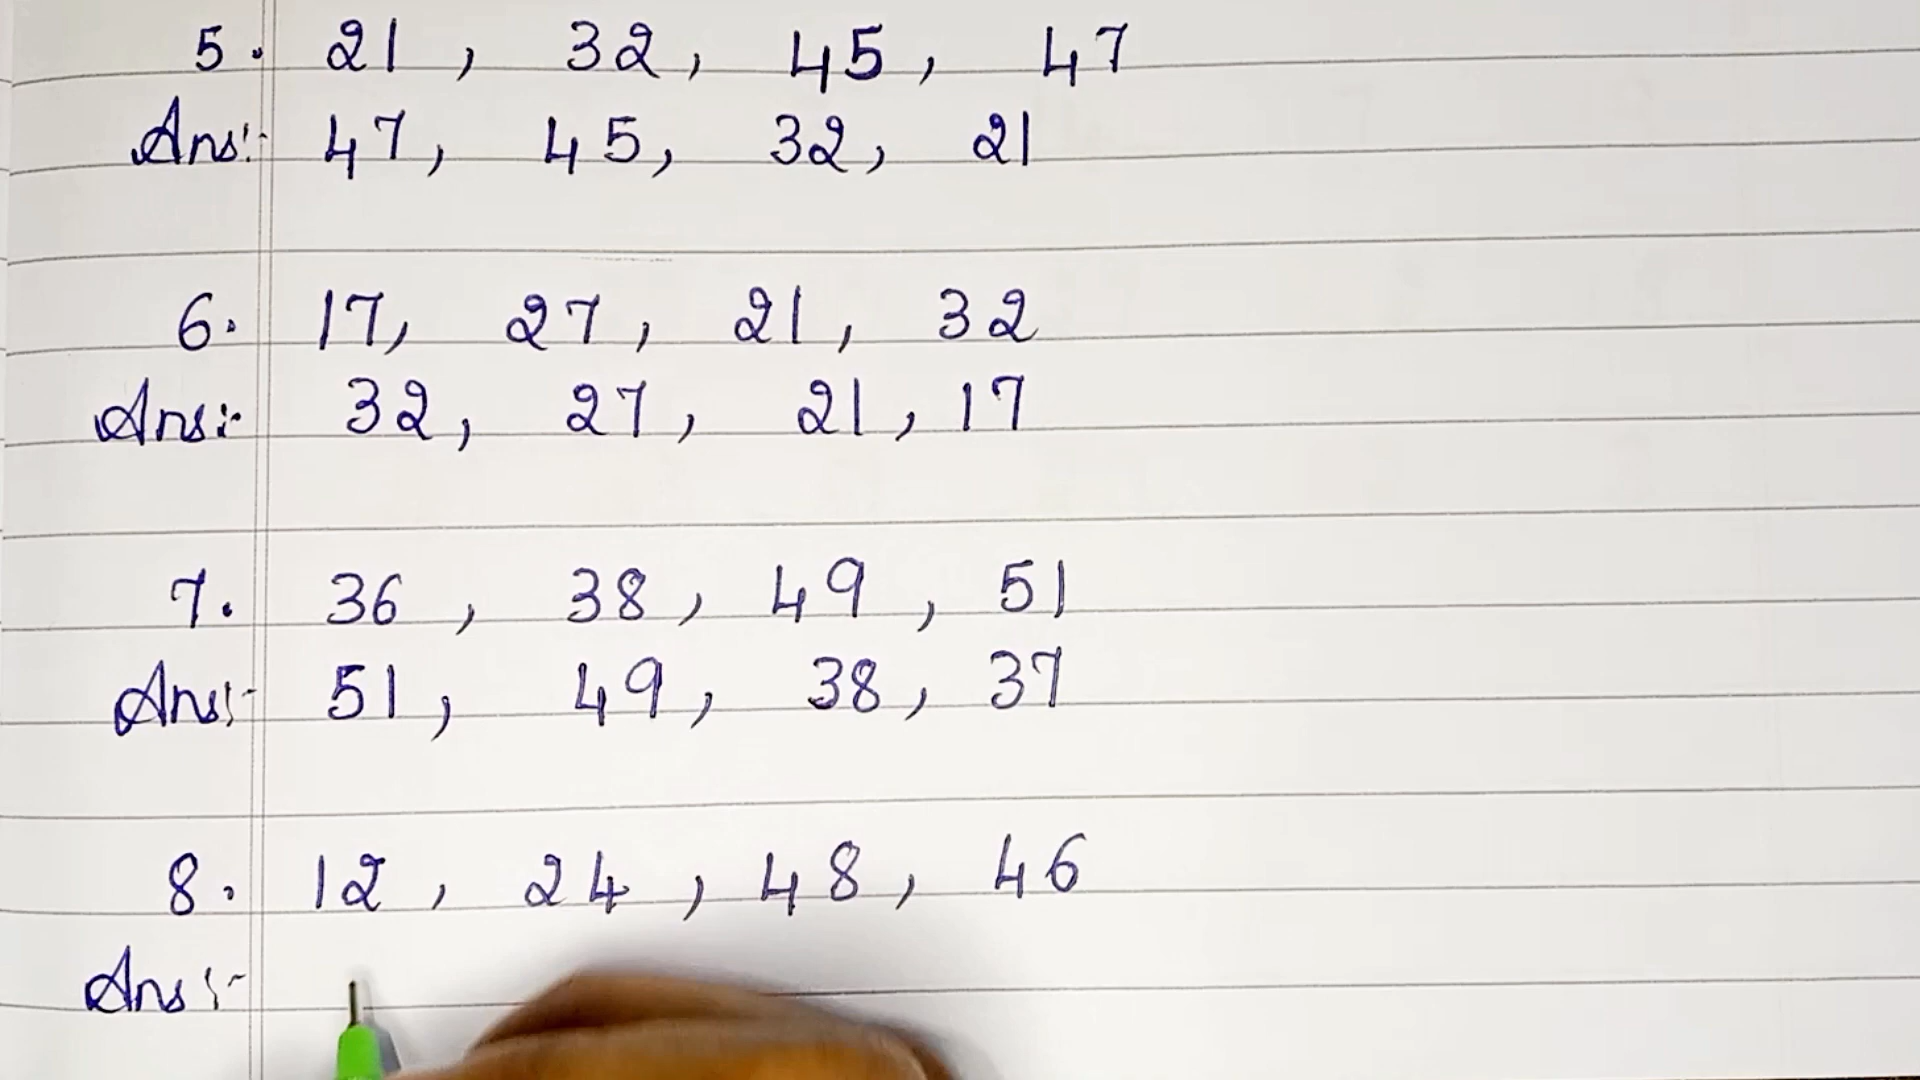 5. 21, 32, 45, 47
Ans:- 47, 45, 32, 21
6. 17, 27, 21, 32
Ans:- 32, 27, 21, 17
7. 36, 38, 49, 51
Ans:- 51, 49, 38, 37
8. 12, 24, 48, 46
Ans:-